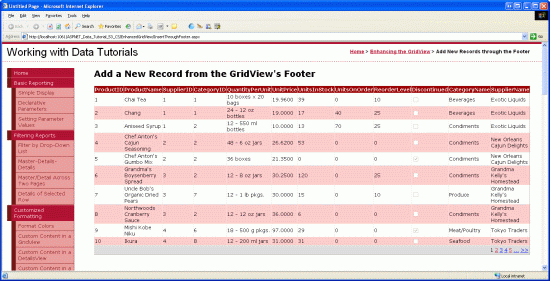 Untitled Page - Microsoft Internet Explorer
File Edit View Favorites Tools Help
Back Search Favorites
Address
Go Links
Working with Data Tutorials
Home > Enhancing the GridView > Add New Records through the Footer
Home
Basic Reporting
Simple Display
Declarative Parameters
Setting Parameter Values
Filtering Reports
Filter by Drop-Down List
Master-Details-Details
Master/Detail Across Two Pages
Details of Selected Row
Customized Formatting
Format Colors
Custom Content in a GridView
Custom Content in a DetailsView
Custom Content in a
Add a New Record from the GridView's Footer
ProductID ProductName SupplierID CategoryID QuantityPerUnit UnitPrice UnitsInStock UnitsOnOrder ReorderLevel Discontinued CategoryName SupplierName
1 Chai Tea 1 1 10 boxes x 20 bags 19.9600 39 0 10 Beverages Exotic Liquids
2 Chang 1 1 24 - 12 oz bottles 19.0000 17 40 25 Beverages Exotic Liquids
3 Aniseed Syrup 1 2 12 - 550 ml bottles 10.0000 13 70 25 Condiments Exotic Liquids
4 Chef Anton's Cajun Seasoning 2 2 48 - 6 oz jars 26.6200 53 0 0 Condiments New Orleans Cajun Delights
5 Chef Anton's Gumbo Mix 2 2 36 boxes 21.3500 0 0 0 Condiments New Orleans Cajun Delights
6 Grandma's Boysenberry Spread 3 2 12 - 8 oz jars 30.2500 120 0 25 Condiments Grandma Kelly's Homestead
7 Uncle Bob's Organic Dried Pears 3 7 12 - 1 lb pkgs. 30.0000 15 0 10 Produce Grandma Kelly's Homestead
8 Northwoods Cranberry Sauce 3 2 12 - 12 oz jars 36.0000 6 0 0 Condiments Grandma Kelly's Homestead
9 Mishi Kobe Niku 4 6 18 - 500 g pkgs. 97.0000 29 0 0 Meat/Poultry Tokyo Traders
10 Ikura 4 8 12 - 200 ml jars 31.0000 31 0 0 Seafood Tokyo Traders
1 2 3 4 5 ... >>
Local intranet